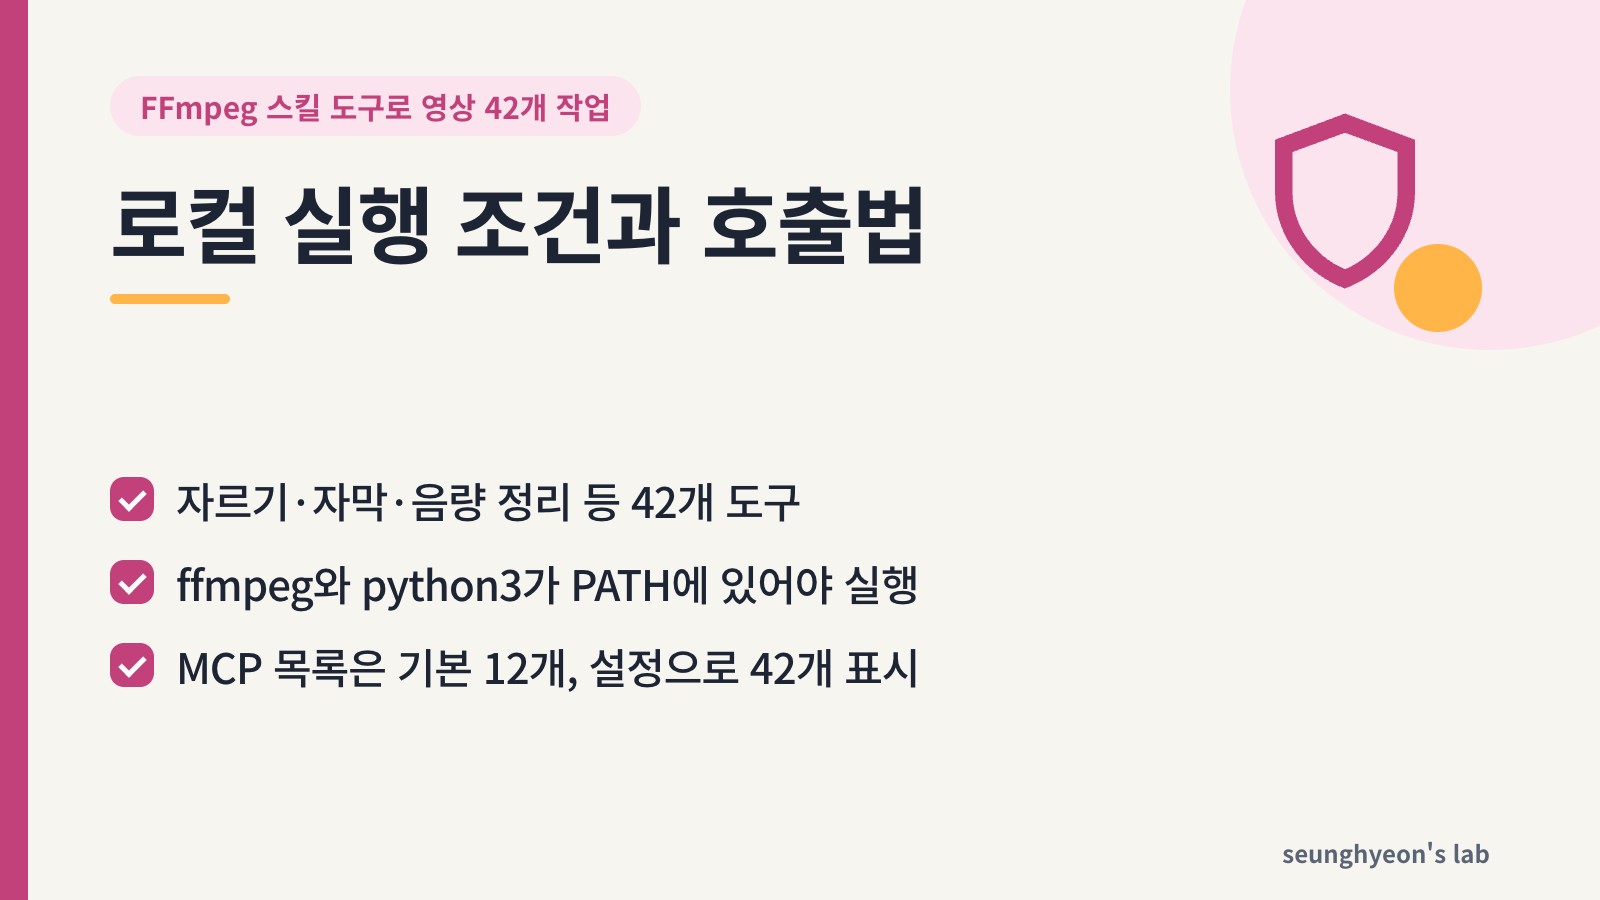 FFmpeg 스킬 도구로 영상 42개 작업
로컬 실행 조건과 호출법
자르기·자막·음량 정리 등 42개 도구
ffmpeg와 python3가 PATH에 있어야 실행
MCP 목록은 기본 12개, 설정으로 42개 표시
seunghyeon's lab